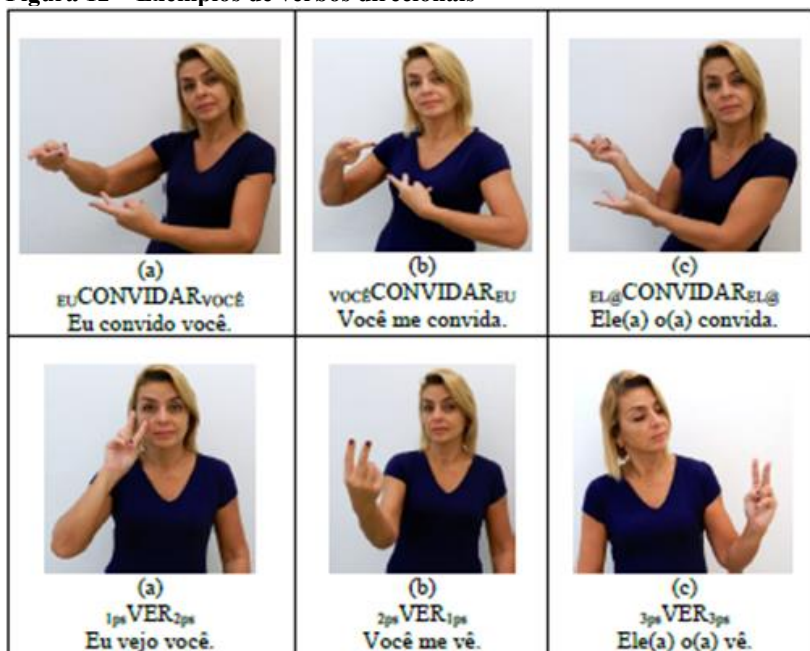 Figura 12 – Exemplos de verbos direcionais
(a)
EUCONVIDARVOCÊ
Eu convido você.
(b)
VOCÊCONVIDAREU
Você me convida.
(c)
EL@CONVIDAREL@
Ele(a) o(a) convida.
(a)
1psVER2ps
Eu vejo você.
(b)
2psVER1ps
Você me vê.
(c)
3psVER3ps
Ele(a) o(a) vê.